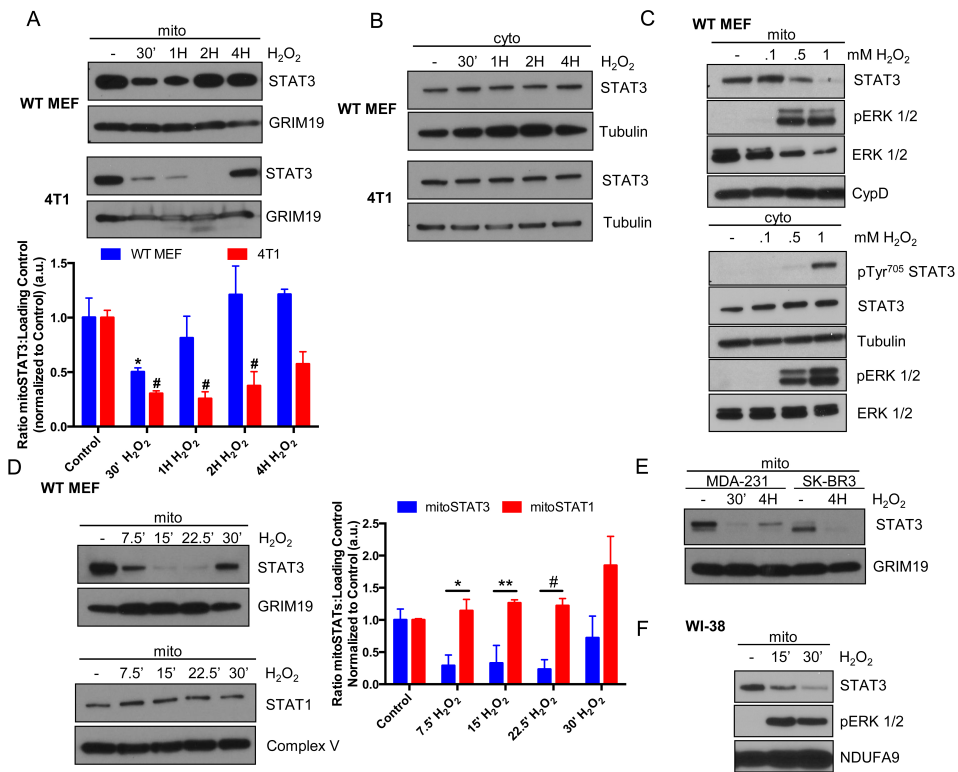 A
mito
- 30’ 1H 2H 4H H2O2
WT MEF
STAT3
GRIM19
4T1
STAT3
GRIM19
WT MEF 4T1
Ratio mitoSTAT3:Loading Control
(normalized to Control) (a.u.)
1.5
1.0
0.5
0.0
* # # #
Control 30’ H2O2 1H H2O2 2H H2O2 4H H2O2
B
cyto
- 30’ 1H 2H 4H H2O2
WT MEF
STAT3
Tubulin
4T1
STAT3
Tubulin
C
WT MEF
mito
- .1 .5 1 mM H2O2
STAT3
pERK 1/2
ERK 1/2
CypD
cyto
- .1 .5 1 mM H2O2
pTyr705 STAT3
STAT3
Tubulin
pERK 1/2
ERK 1/2
D
WT MEF
mito
- 7.5’ 15’ 22.5’ 30’ H2O2
STAT3
GRIM19
mito
- 7.5’ 15’ 22.5’ 30’ H2O2
STAT1
Complex V
mitoSTAT3 mitoSTAT1
Ratio mitoSTATs:Loading Control
Normalized to Control) (a.u.)
2.5
2.0
1.5
1.0
0.5
0.0
* ** #
Control 7.5’ H2O2 15’ H2O2 22.5’ H2O2 30’ H2O2
E
mito
MDA-231 SK-BR3
- 30’ 4H - 4H H2O2
STAT3
GRIM19
F
WI-38
mito
- 15’ 30’ H2O2
STAT3
pERK 1/2
NDUFA9